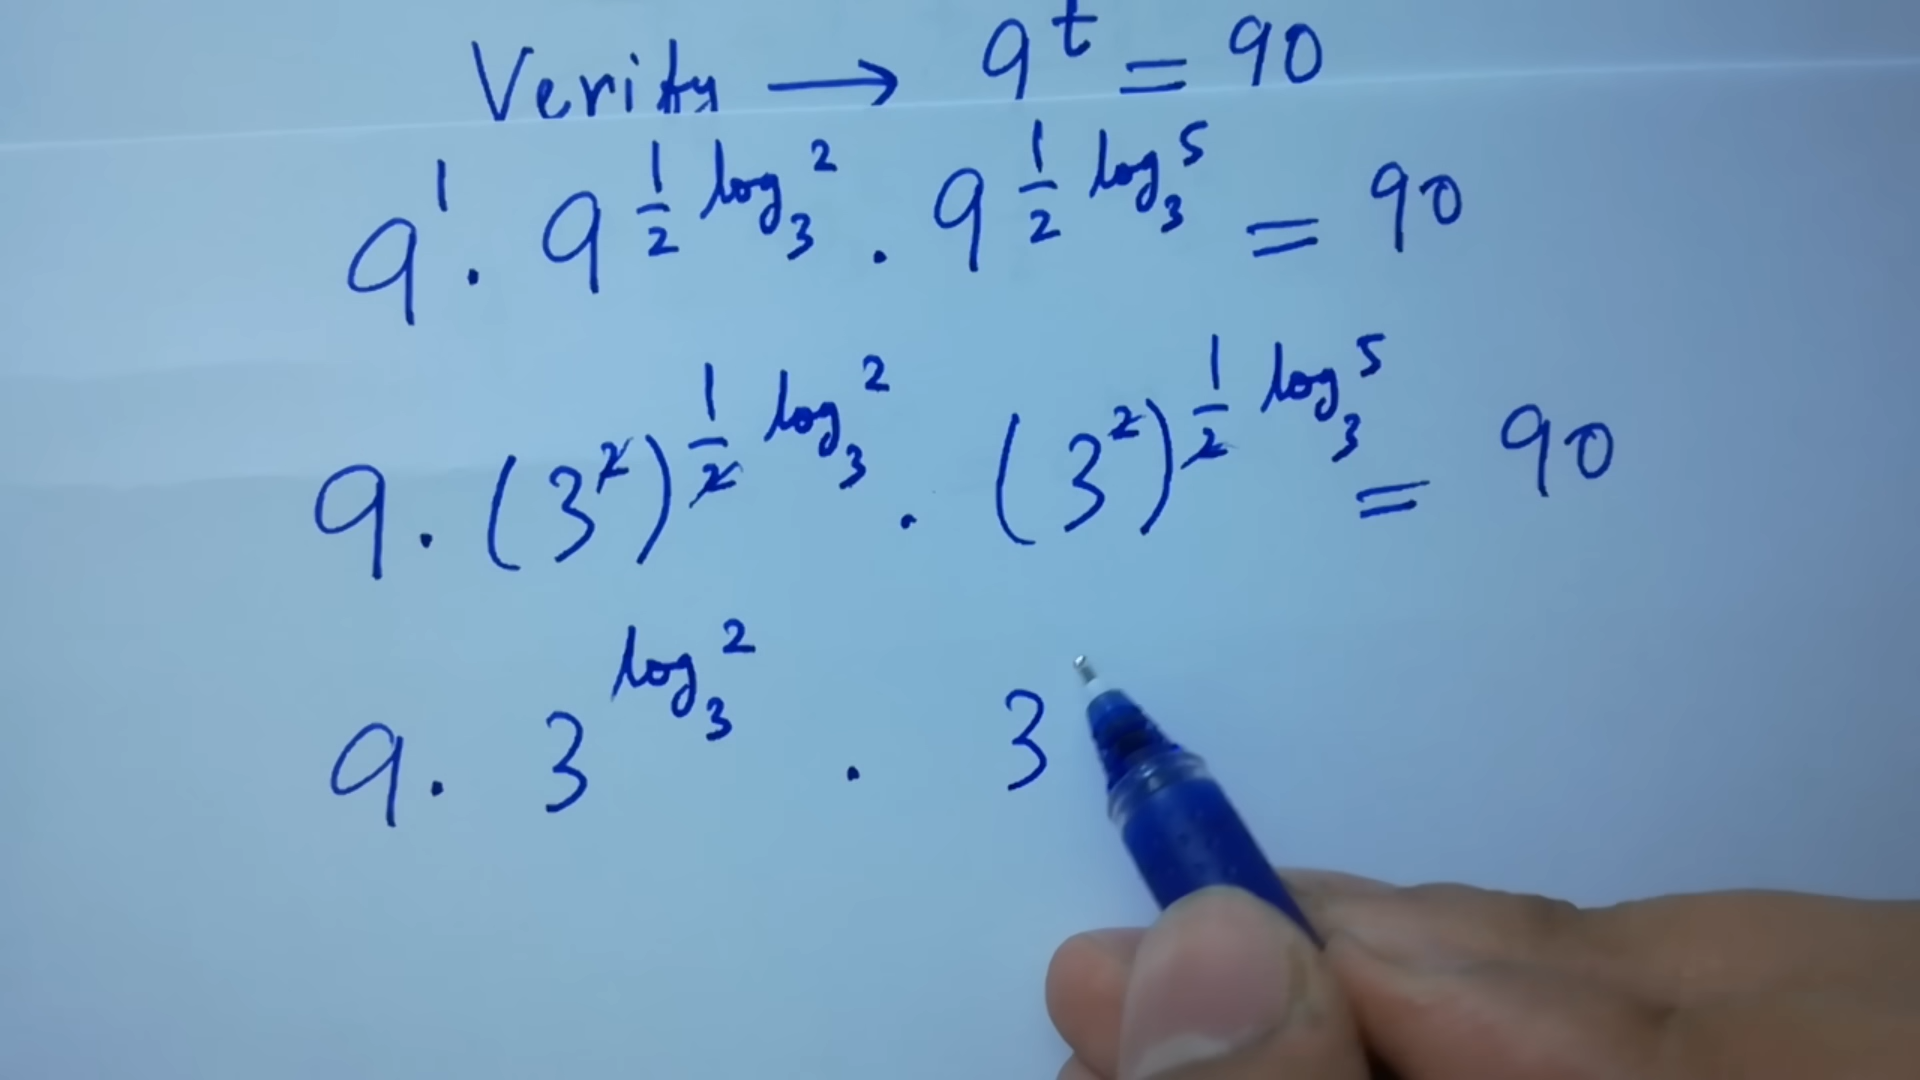 Verify → 9^t = 90
9^1 . 9^(1/2 log_3 2) . 9^(1/2 log_3 5) = 90
9 . (3^2)^(1/2 log_3 2) . (3^2)^(1/2 log_3 5) = 90
9 . 3^(log_3 2) . 3